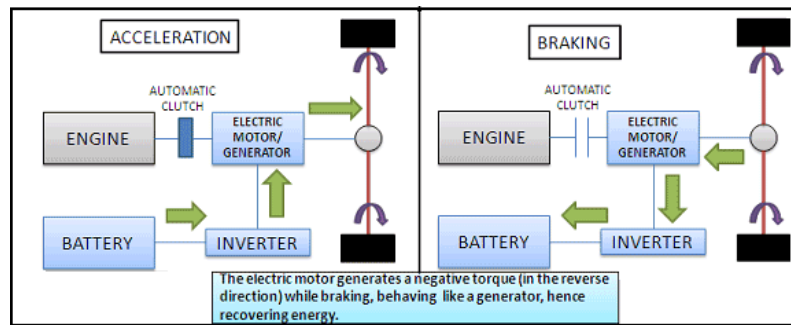 ACCELERATION
AUTOMATIC
CLUTCH
ENGINE
ELECTRIC
MOTOR/
GENERATOR
BATTERY
INVERTER
BRAKING
AUTOMATIC
CLUTCH
ENGINE
ELECTRIC
MOTOR/
GENERATOR
BATTERY
INVERTER
The electric motor generates a negative torque (in the reverse
direction) while braking, behaving like a generator, hence
recovering energy.